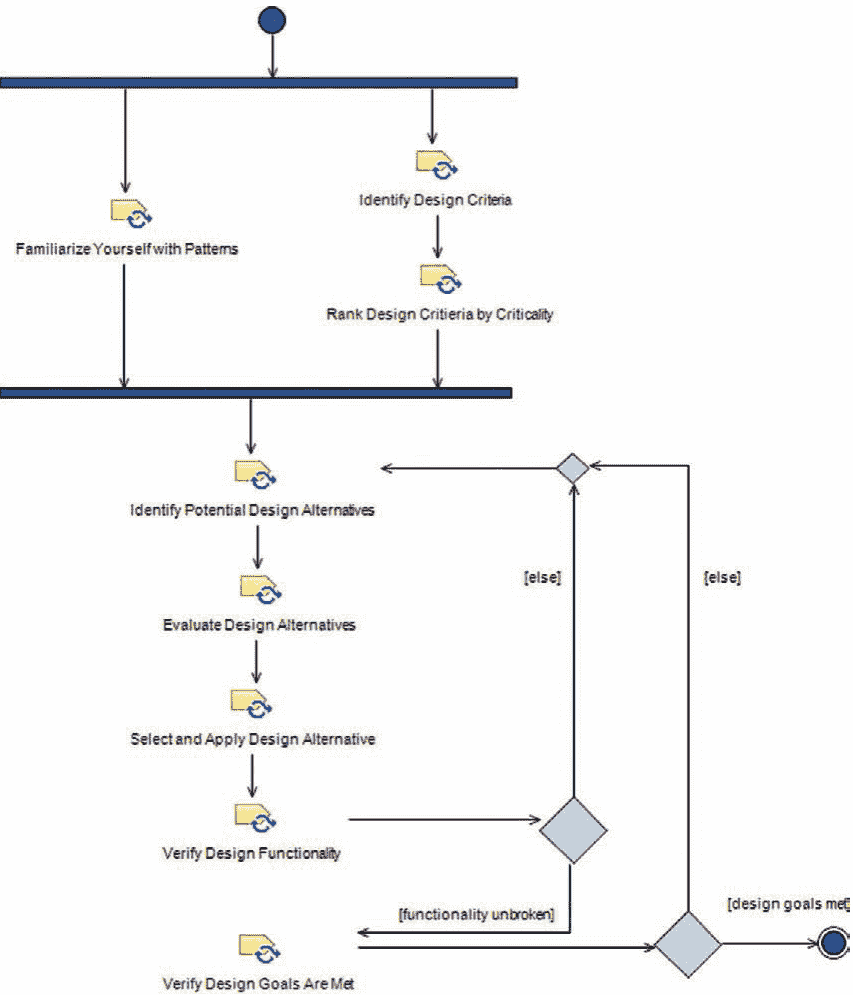 Identify Design Criteria
Familiarize Yourself with Patterns
Rank Design Critieria by Criticality
Identify Potential Design Alternatives
[else]
[else]
Evaluate Design Alternatives
Select and Apply Design Alternative
Verify Design Functionality
[functionality unbroken]
[design goals met]
Verify Design Goals Are Met